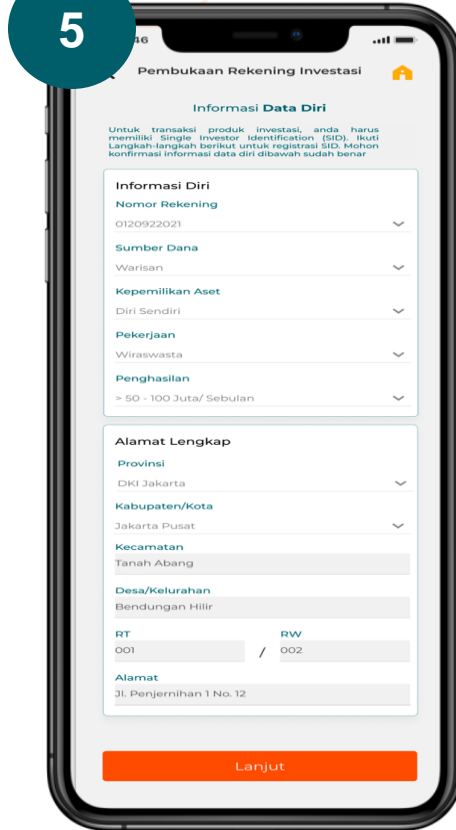 5
46
Pembukaan Rekening Investasi
Informasi Data Diri
Untuk transaksi produk investasi, anda harus
memiliki Single Investor Identification (SID). Ikuti
Langkah-langkah berikut untuk registrasi SID. Mohon
konfirmasi informasi data diri dibawah sudah benar
Informasi Diri
Nomor Rekening
0120922021
Sumber Dana
Warisan
Kepemilikan Aset
Diri Sendiri
Pekerjaan
Wiraswasta
Penghasilan
> 50 - 100 Juta/ Sebulan
Alamat Lengkap
Provinsi
DKI Jakarta
Kabupaten/Kota
Jakarta Pusat
Kecamatan
Tanah Abang
Desa/Kelurahan
Bendungan Hilir
RT RW
001 / 002
Alamat
Jl. Penjernihan 1 No. 12
Lanjut